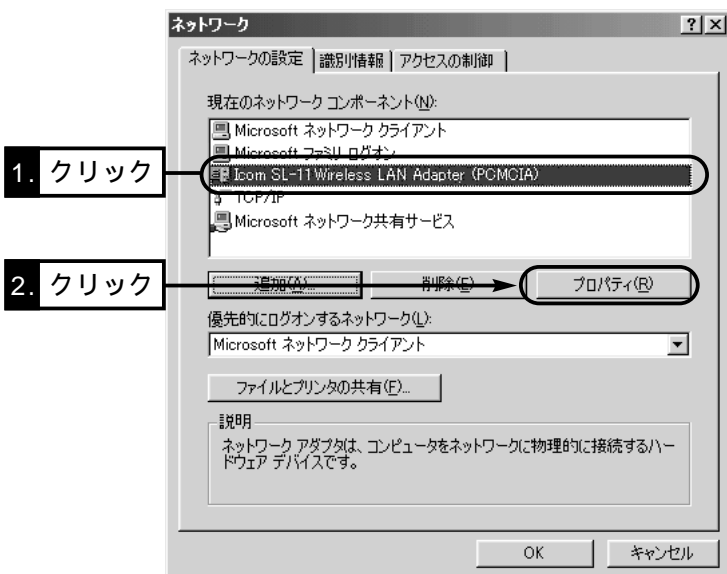 ネットワーク
ネットワークの設定 識別情報 アクセスの制御
現在のネットワーク コンポーネント(N):
Microsoft ネットワーク クライアント
Microsoft ファミリ ログオン
1. クリック
Icom SL-11Wireless LAN Adapter (PCMCIA)
TCP/IP
Microsoft ネットワーク共有サービス
2. クリック
追加(A)... 削除(E) プロパティ(R)
優先的にログオンするネットワーク(L):
Microsoft ネットワーク クライアント
ファイルとプリンタの共有(F)...
説明
ネットワーク アダプタは、コンピュータをネットワークに物理的に接続するハー
ドウェア デバイスです。
OK キャンセル